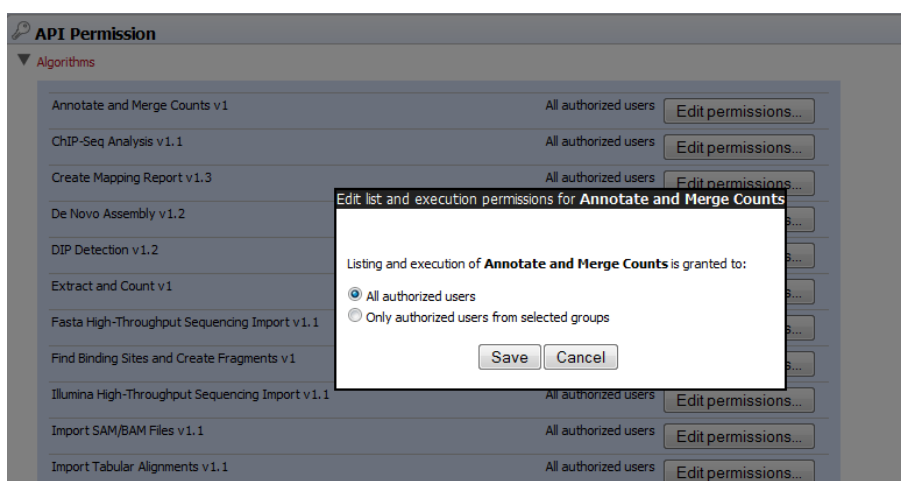 API Permission
Algorithms
Annotate and Merge Counts v1 All authorized users Edit permissions...
ChIP-Seq Analysis v1.1 All authorized users Edit permissions...
Create Mapping Report v1.3 All authorized users Edit permissions...
Edit list and execution permissions for Annotate and Merge Counts
De Novo Assembly v1.2 s...
DIP Detection v1.2 s...
Listing and execution of Annotate and Merge Counts is granted to:
Extract and Count v1 s...
All authorized users
Only authorized users from selected groups
Fasta High-Throughput Sequencing Import v1.1 s...
Find Binding Sites and Create Fragments v1 s...
Save Cancel
Illumina High-Throughput Sequencing Import v1.1 All authorized users Edit permissions...
Import SAM/BAM Files v1.1 All authorized users Edit permissions...
Import Tabular Alignments v1.1 All authorized users Edit permissions...